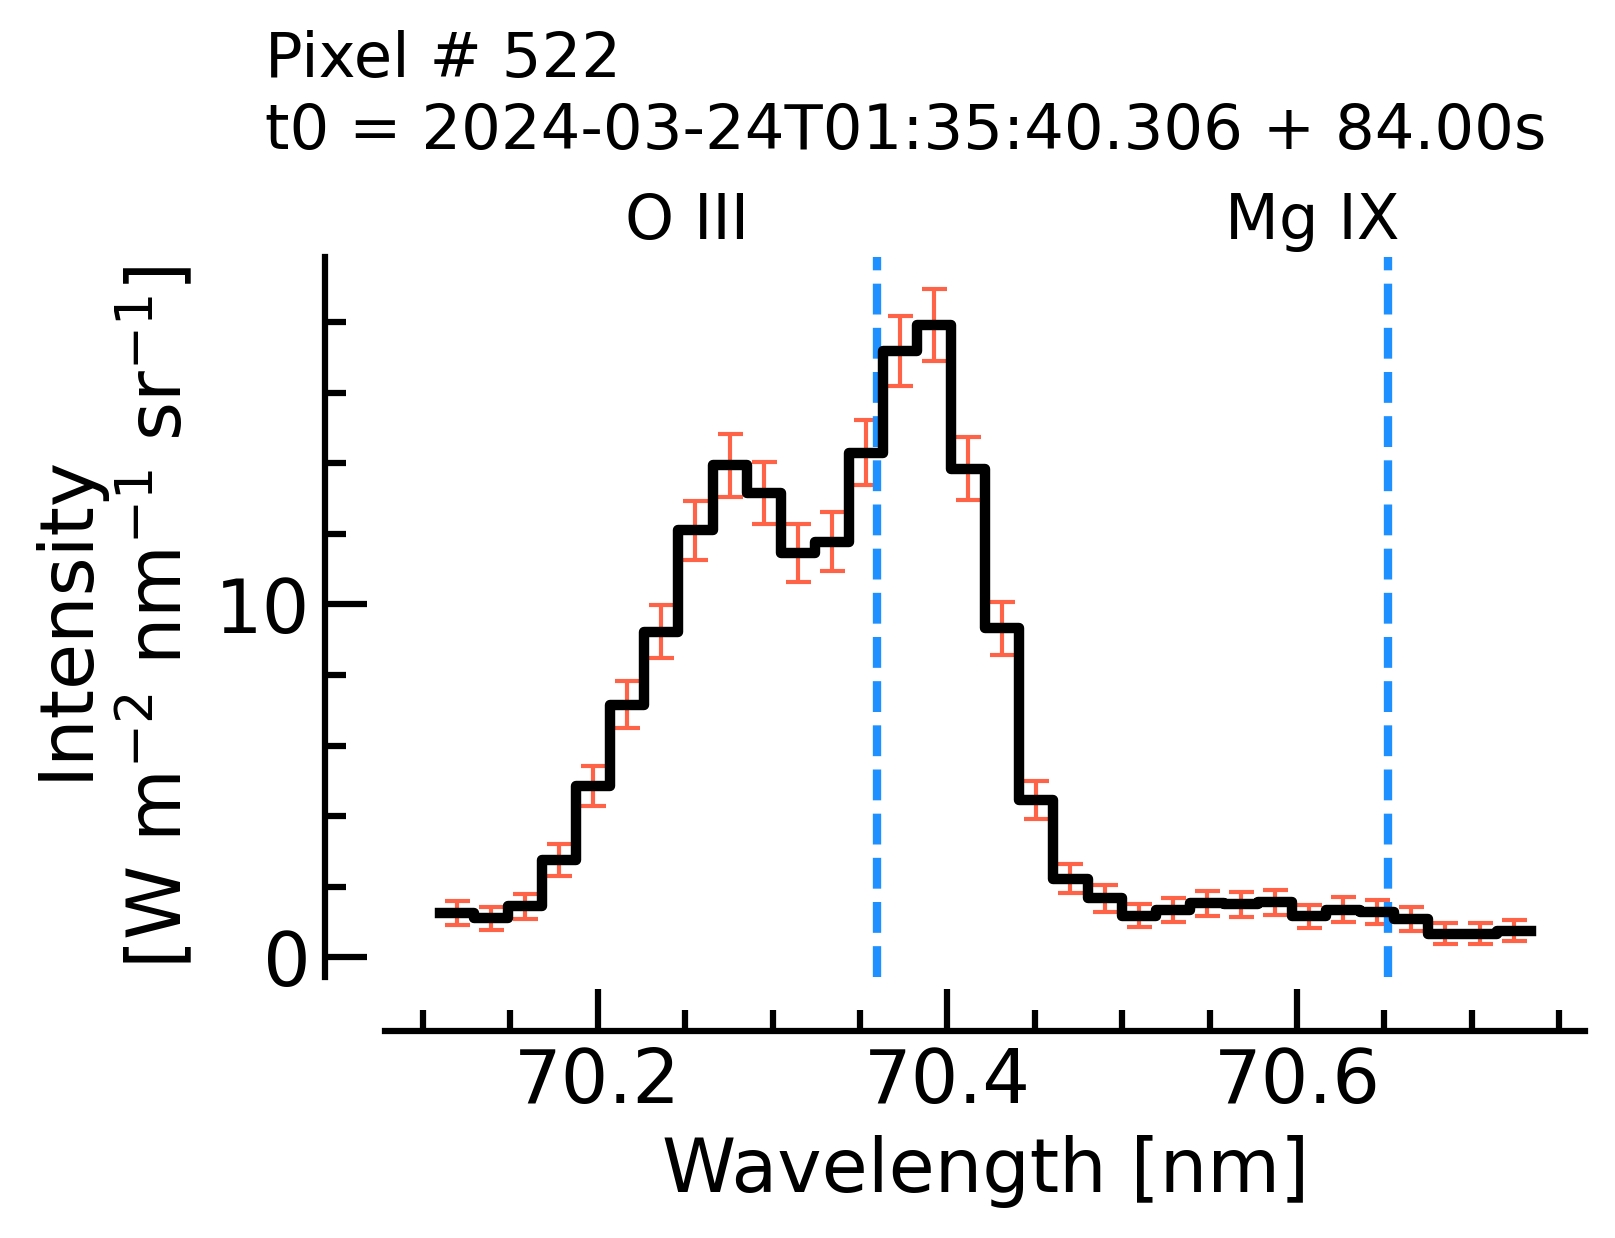 Pixel # 522
t0 = 2024-03-24T01:35:40.306 + 84.00s
O III
Mg IX
Intensity
[W m⁻² nm⁻¹ sr⁻¹]
10
0
70.2
70.4
70.6
Wavelength [nm]